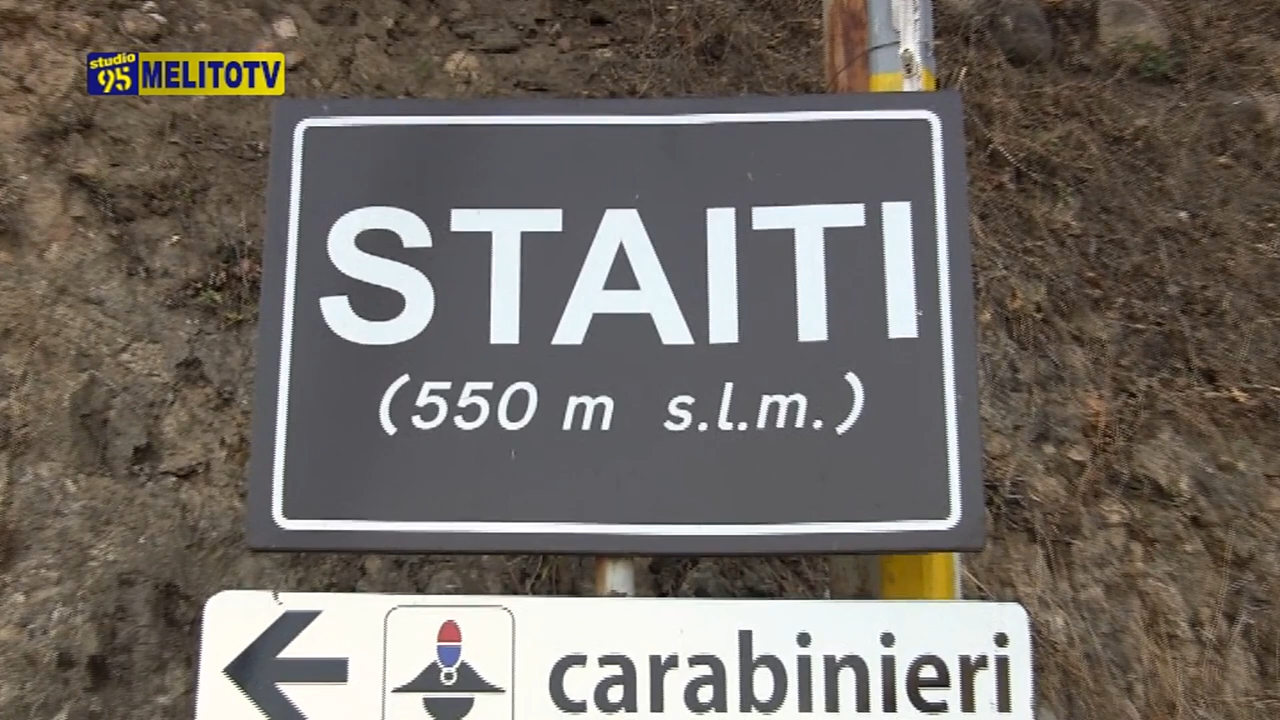 studio
95 MELITOTV
STAITI
(550 m s.l.m.)
carabinieri